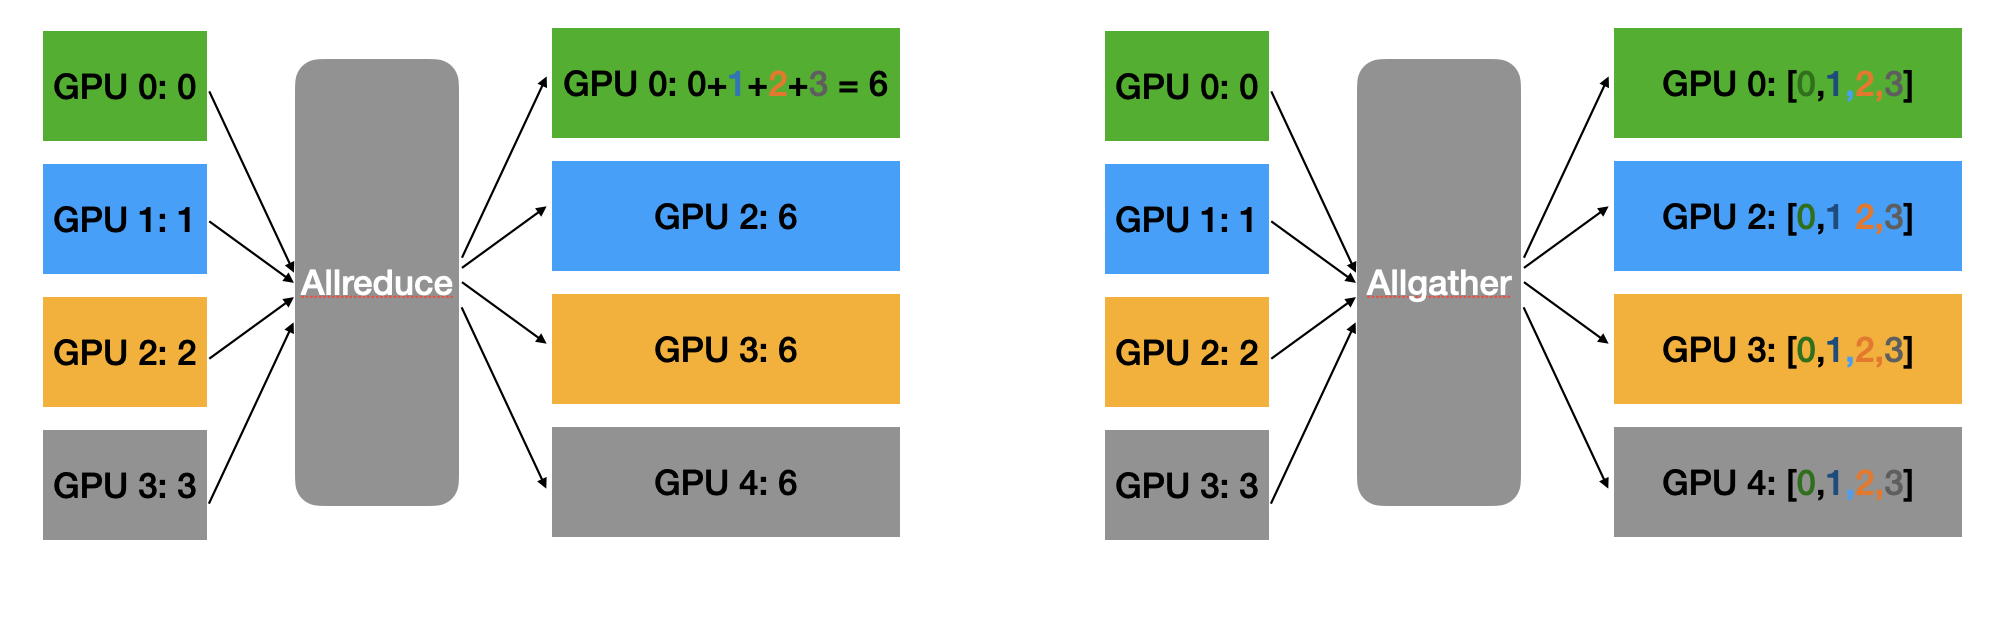 GPU 0: 0
GPU 1: 1
GPU 2: 2
GPU 3: 3
Allreduce
GPU 0: 0+1+2+3 = 6
GPU 2: 6
GPU 3: 6
GPU 4: 6
GPU 0: 0
GPU 1: 1
GPU 2: 2
GPU 3: 3
Allgather
GPU 0: [0,1,2,3]
GPU 2: [0,1 2,3]
GPU 3: [0,1,2,3]
GPU 4: [0,1,2,3]